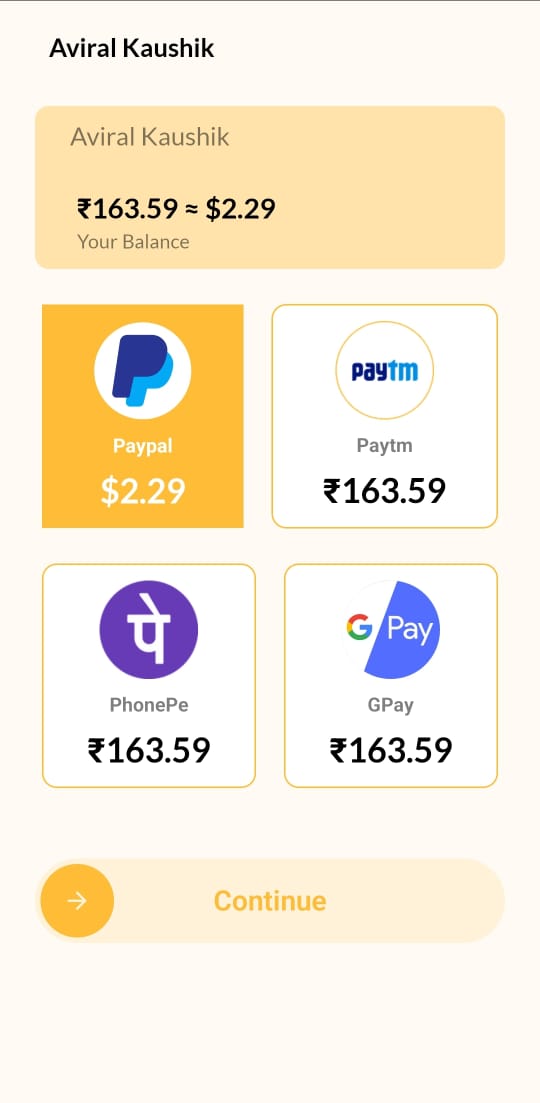 Aviral Kaushik
Aviral Kaushik
₹163.59 ≈ $2.29
Your Balance
Paypal
$2.29
paytm
Paytm
₹163.59
पे
PhonePe
₹163.59
G Pay
GPay
₹163.59
Continue